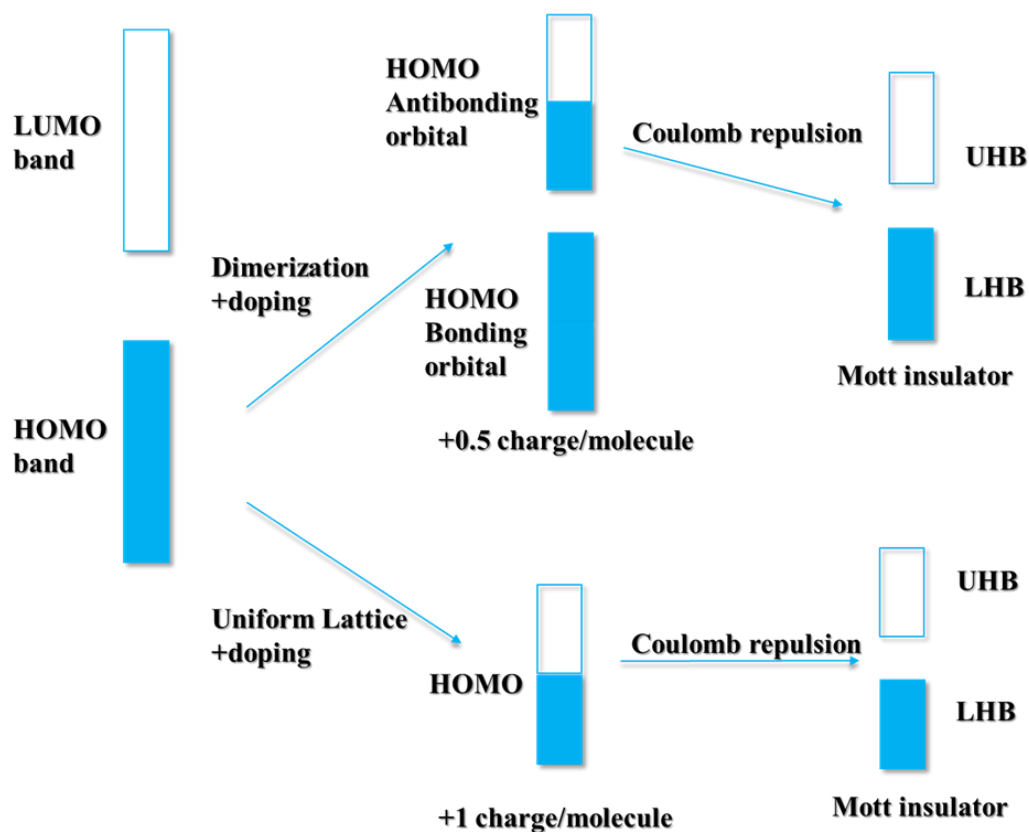 LUMO
band
HOMO
band
Dimerization
+doping
HOMO
Antibonding
orbital
HOMO
Bonding
orbital
+0.5 charge/molecule
Coulomb repulsion
UHB
LHB
Mott insulator
Uniform Lattice
+doping
HOMO
+1 charge/molecule
Coulomb repulsion
UHB
LHB
Mott insulator